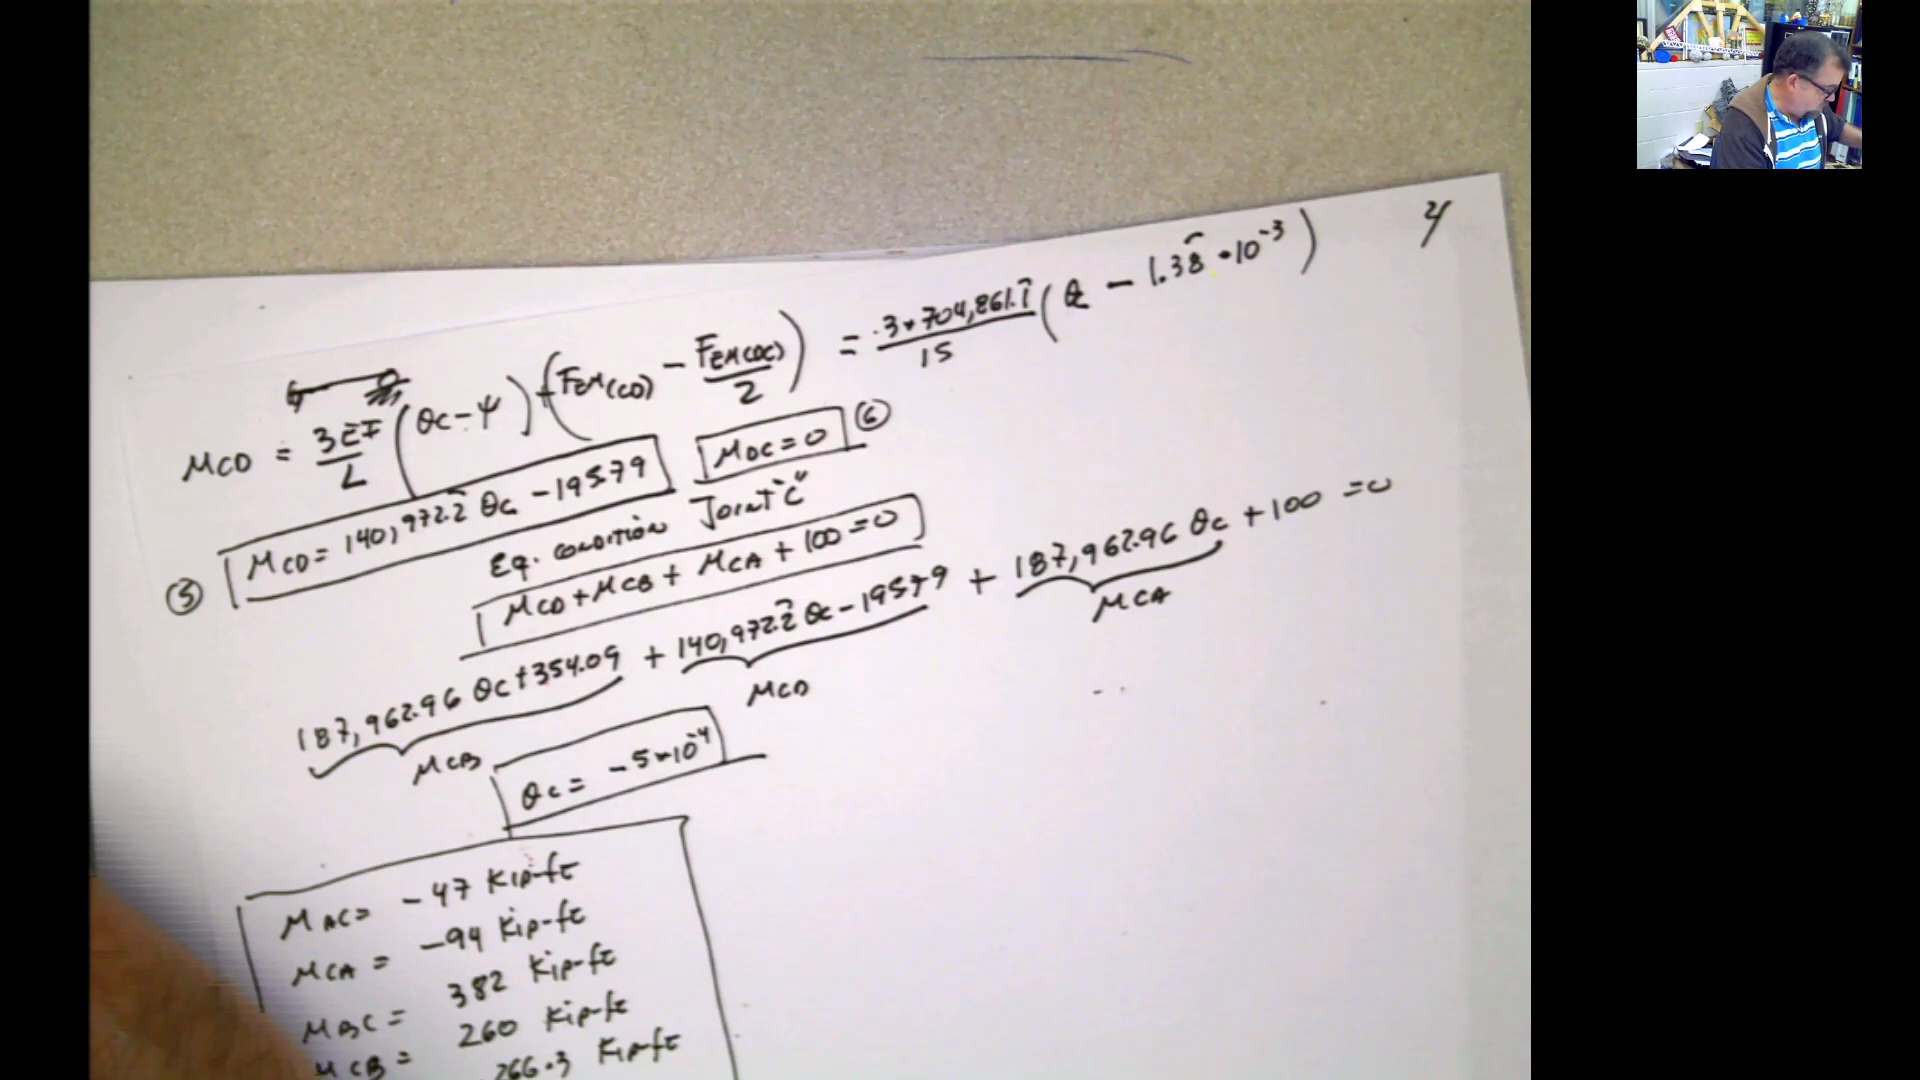 4
MCD = 3EI/L (θc - ψ) + (FEM(CD) - FEM(DC)/2) = 3*704,861.1̄/15 (θc - 1.38̄ • 10^-3)
⑤ MCD = 140,972.2̄ θc - 195.79
MDC = 0 ⑥
Eq. CONDITION JOINT "C"
MCD + MCB + MCA + 100 = 0
187,962.96 θc + 354.09 + 140,972.2̄ θc - 195.79 + 187,962.96 θc + 100 = 0
MCB MCD MCA
θc = -5*10^-4
MAC = -47 Kip-ft
MCA = -94 Kip-ft
MBC = 382 Kip-ft
MCB = 260 Kip-ft
266.3 Kip-ft